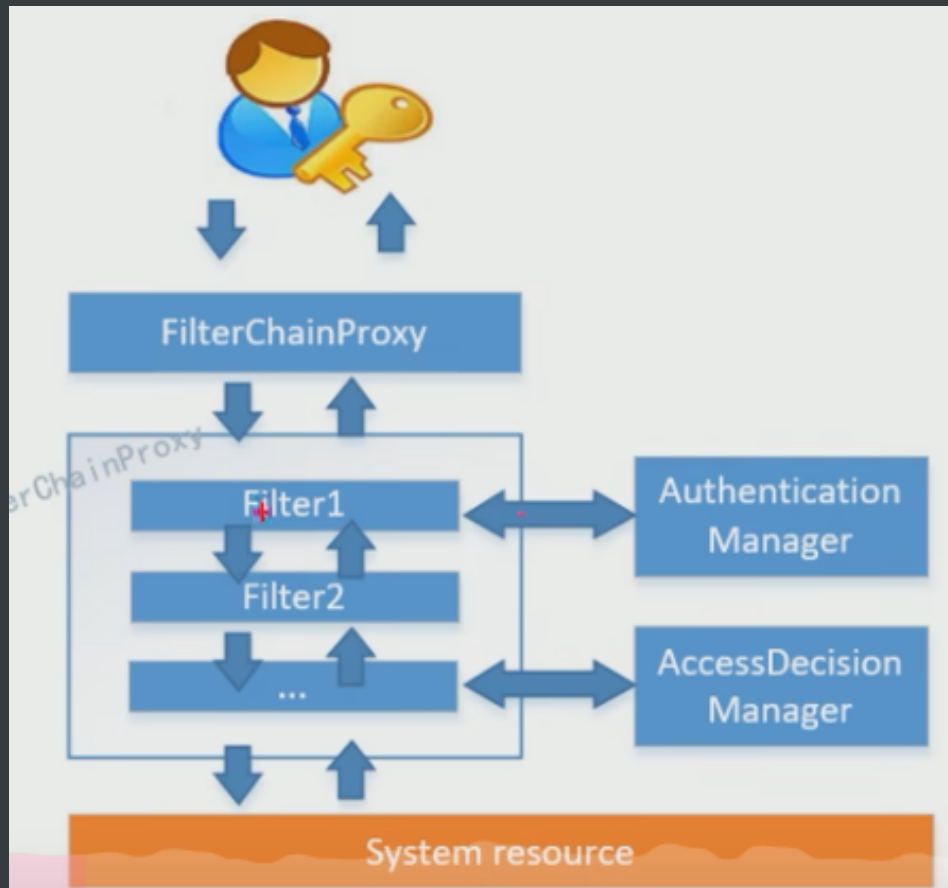 FilterChainProxy
erChainProxy
Filter1
Authentication
Manager
Filter2
...
AccessDecision
Manager
System resource